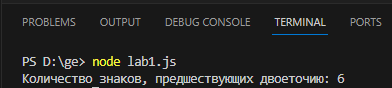 PROBLEMS OUTPUT DEBUG CONSOLE TERMINAL PORTS
PS D:\ge> node lab1.js
Количество знаков, предшествующих двоеточию: 6